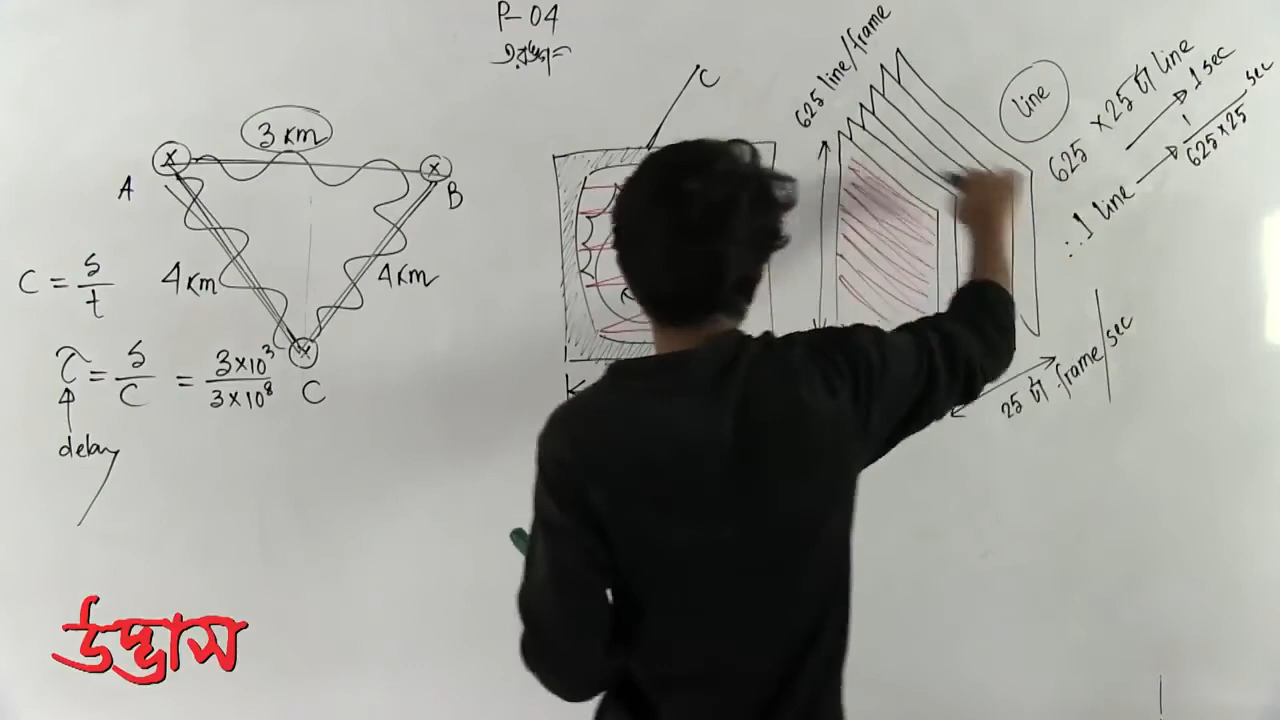 P-04
3 km
A
B
4 km
4 km
C
C = s/t
τ = s/C = 3×10³/3×10⁸
delay
C
625 line/frame
line
625 ×25 টা line → 1 sec
∴ 1 line → 1/625×25 sec
25 টা frame/sec
উদ্ভাস